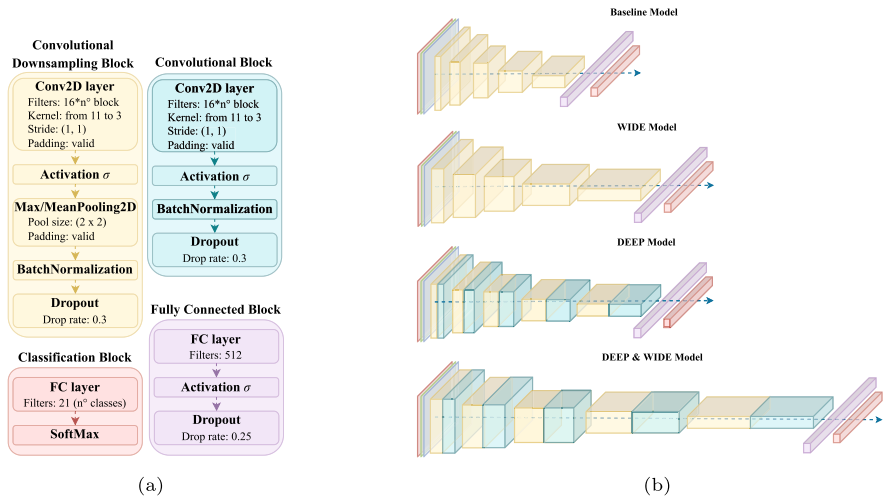 Convolutional
Downsampling Block
Conv2D layer
Filters: 16*n° block
Kernel: from 11 to 3
Stride: (1, 1)
Padding: valid
Activation σ
Max/MeanPooling2D
Pool size: (2 x 2)
Padding: valid
BatchNormalization
Dropout
Drop rate: 0.3
Convolutional Block
Conv2D layer
Filters: 16*n° block
Kernel: from 11 to 3
Stride: (1, 1)
Padding: valid
Activation σ
BatchNormalization
Dropout
Drop rate: 0.3
Classification Block
FC layer
Filters: 21 (n° classes)
SoftMax
Fully Connected Block
FC layer
Filters: 512
Activation σ
Dropout
Drop rate: 0.25
(a)
Baseline Model
WIDE Model
DEEP Model
DEEP & WIDE Model
(b)